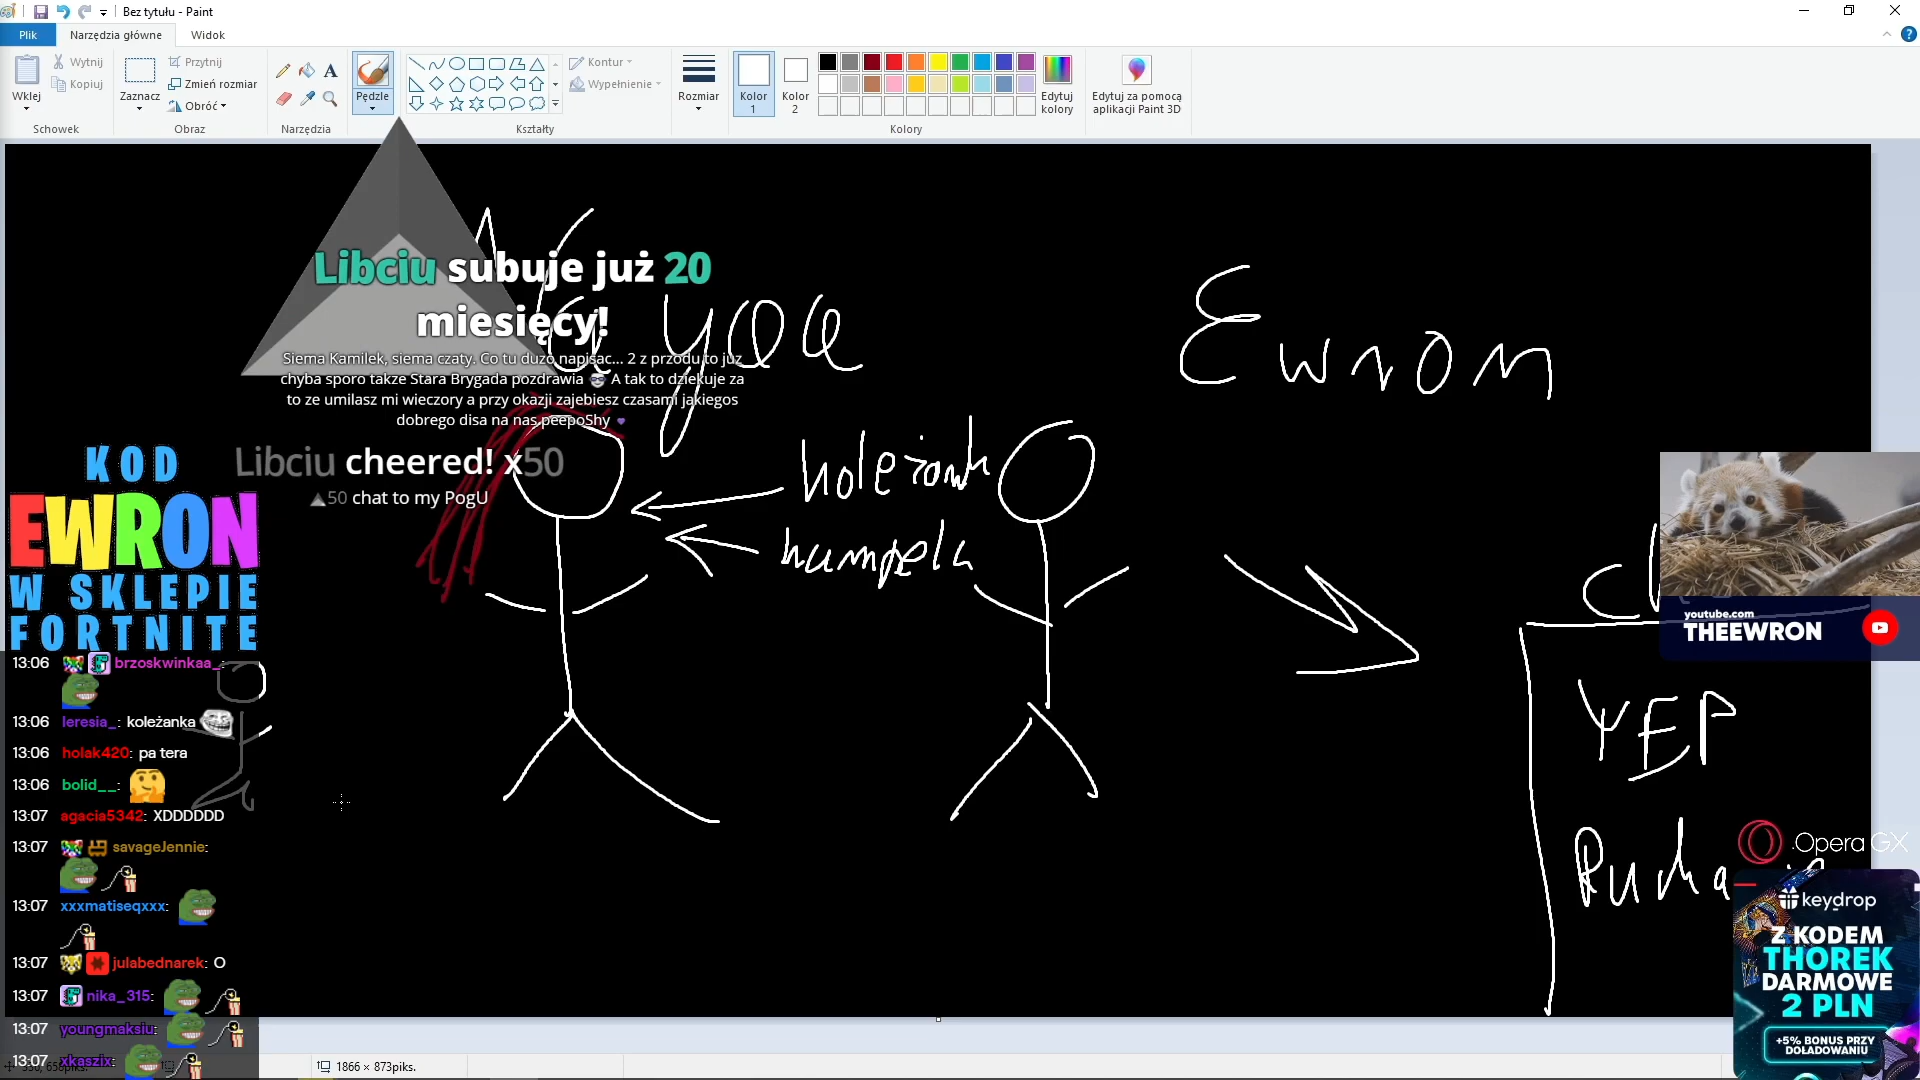 Bez tytułu - Paint
Plik
Narzędzia główne
Widok
Wklej
Wytnij
Kopiuj
Schowek
Zaznacz
Przytnij
Zmień rozmiar
Obróć
Obraz
Narzędzia
Pędzle
Kontur
Wypełnienie
Kształty
Rozmiar
Kolor
1
Kolor
2
Edytuj
kolory
Kolory
Edytuj za pomocą
aplikacji Paint 3D
Libciu subuje już 20
miesięcy!
Siema Kamilek, siema czaty. Co tu duzo napisac... 2 z przodu to juz
chyba sporo takze Stara Brygada pozdrawia A tak to dziekuje za
to ze umilasz mi wieczory a przy okazji zajebiesz czasami jakiegos
dobrego disa na nas peepoShy
Ewron
Libciu cheered! x50
50 chat to my PogU
kumpela
KOD
EWRON
W SKLEPIE
FORTNITE
youtube.com
THEEWRON
13:06 brzoskwinkaa_:
13:06 leresia_: koleżanka
13:06 holak420: pa tera
13:06 bolid__:
13:07 agacia5342: XDDDDDD
13:07 savageJennie:
13:07 xxxmatiseqxxx:
13:07 julabednarek: O
13:07 nika_315:
13:07 youngmaksiu:
13:07 xkaszix:
YEP
Opera GX
keydrop
Z KODEM
THOREK
DARMOWE
2 PLN
+5% BONUS PRZY
DOŁADOWANIU
1866 × 873piks.